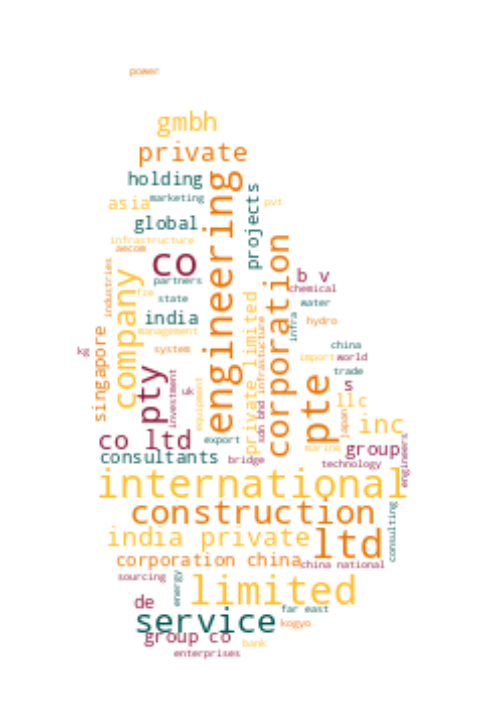 power
gmbh
private
holding
engineering
projects
marketing
asia
pvt
global
infrastructure
corporation
aecom
co
industries
company
b v
partners
chemical
fze
state
private limited
water
india
infra
infrastructure
hydro
singapore
management
china
kg
system
import
world
pty
investment
trade
pte
equipment
uk
s
llc
sdn bhd
japan
inc
co ltd
export
engineers
marine
group
consultants
bridge
technology
international
construction
consulting
india private
ltd
corporation china
china national
sourcing
energy
limited
de
far east
service
kogyo
group co
bank
enterprises